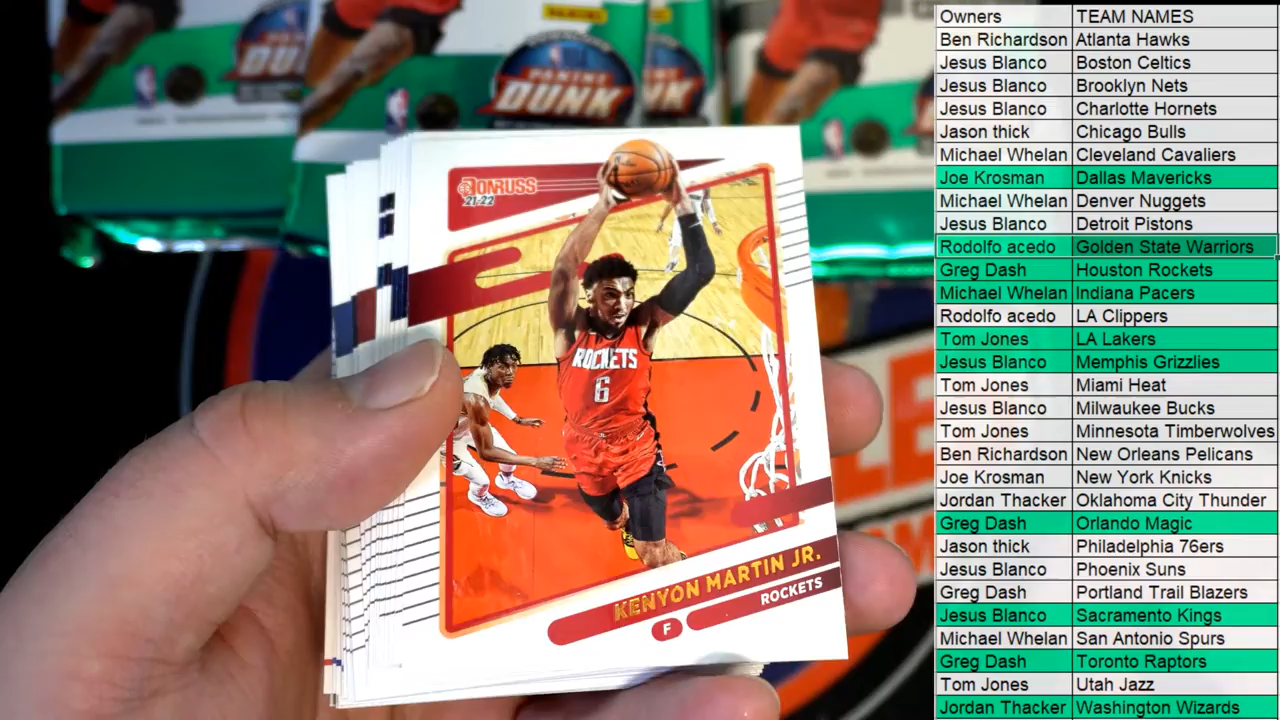 PANINI
DUNK
DUNK
DU
DONRUSS
21-22
ROCKETS
6
KENYON MARTIN JR.
F
ROCKETS
Owners TEAM NAMES
Ben Richardson Atlanta Hawks
Jesus Blanco Boston Celtics
Jesus Blanco Brooklyn Nets
Jesus Blanco Charlotte Hornets
Jason thick Chicago Bulls
Michael Whelan Cleveland Cavaliers
Joe Krosman Dallas Mavericks
Michael Whelan Denver Nuggets
Jesus Blanco Detroit Pistons
Rodolfo acedo Golden State Warriors
Greg Dash Houston Rockets
Michael Whelan Indiana Pacers
Rodolfo acedo LA Clippers
Tom Jones LA Lakers
Jesus Blanco Memphis Grizzlies
Tom Jones Miami Heat
Jesus Blanco Milwaukee Bucks
Tom Jones Minnesota Timberwolves
Ben Richardson New Orleans Pelicans
Joe Krosman New York Knicks
Jordan Thacker Oklahoma City Thunder
Greg Dash Orlando Magic
Jason thick Philadelphia 76ers
Jesus Blanco Phoenix Suns
Greg Dash Portland Trail Blazers
Jesus Blanco Sacramento Kings
Michael Whelan San Antonio Spurs
Greg Dash Toronto Raptors
Tom Jones Utah Jazz
Jordan Thacker Washington Wizards